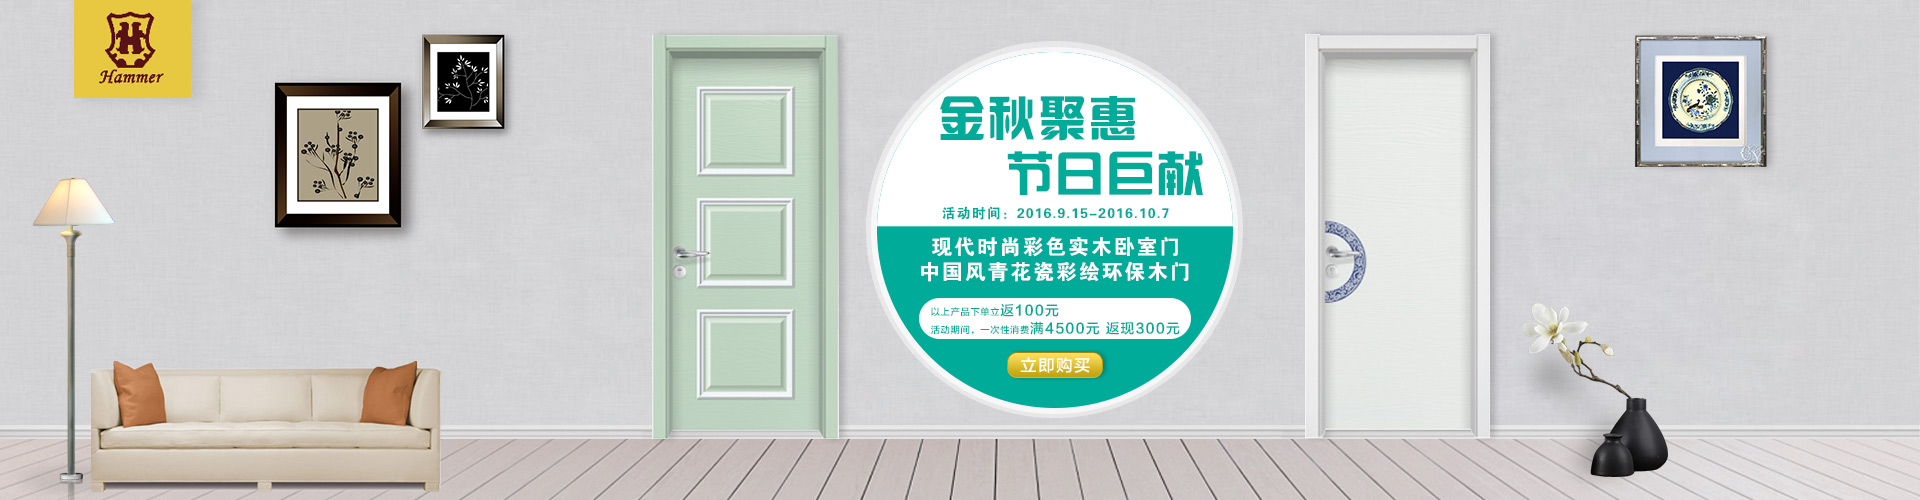 Hammer
金秋聚惠
节日巨献
活动时间：2016.9.15-2016.10.7
现代时尚彩色实木卧室门
中国风青花瓷彩绘环保木门
以上产品下单立返100元
活动期间，一次性消费满4500元 返现300元
立即购买